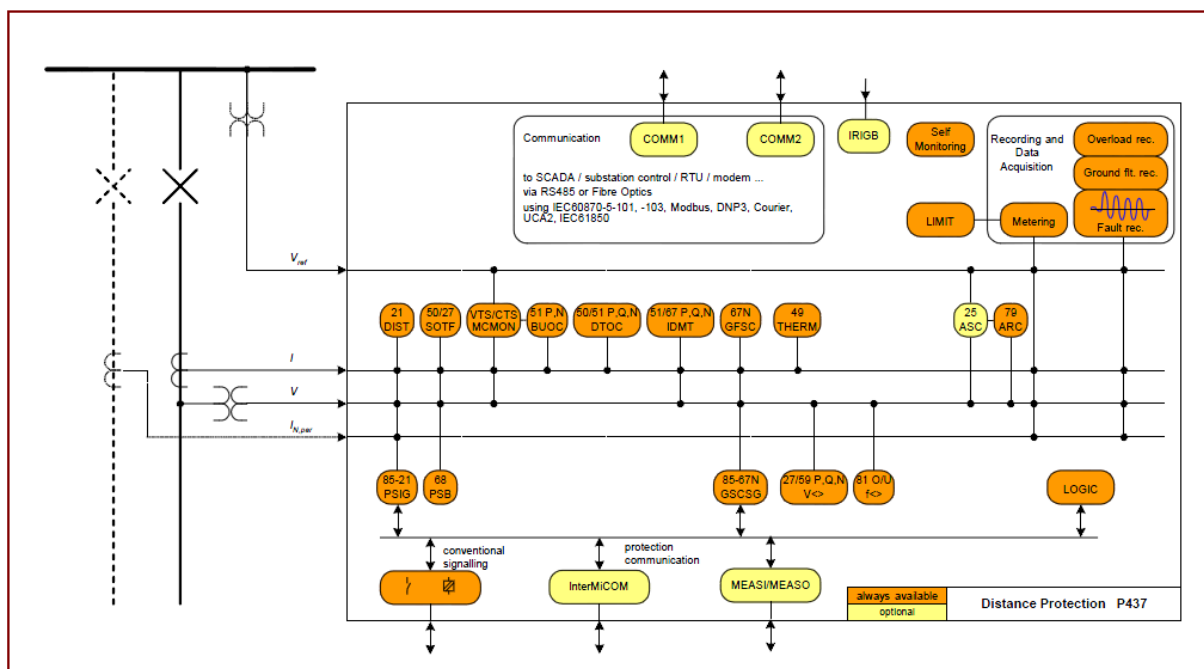 Communication
COMM1
COMM2
IRIGB
Self
Monitoring
Recording and
Data
Acquisition
Overload rec.
Ground flt. rec.
Fault rec.
to SCADA / substation control / RTU / modem ...
via RS485 or Fibre Optics
using IEC60870-5-101, -103, Modbus, DNP3, Courier,
UCA2, IEC61850
LIMIT
Metering
Vref
21
DIST
50/27
SOTF
VTS/CTS
MCMON
51 P,N
BUOC
50/51 P,Q,N
DTOC
51/67 P,Q,N
IDMT
67N
GFSC
49
THERM
25
ASC
79
ARC
I
V
IN,par
85-21
PSIG
68
PSB
85-67N
GSCSG
27/59 P,Q,N
V<>
81 O/U
f<>
LOGIC
conventional
signalling
protection
communication
InterMiCOM
MEASI/MEASO
always available
optional
Distance Protection P437